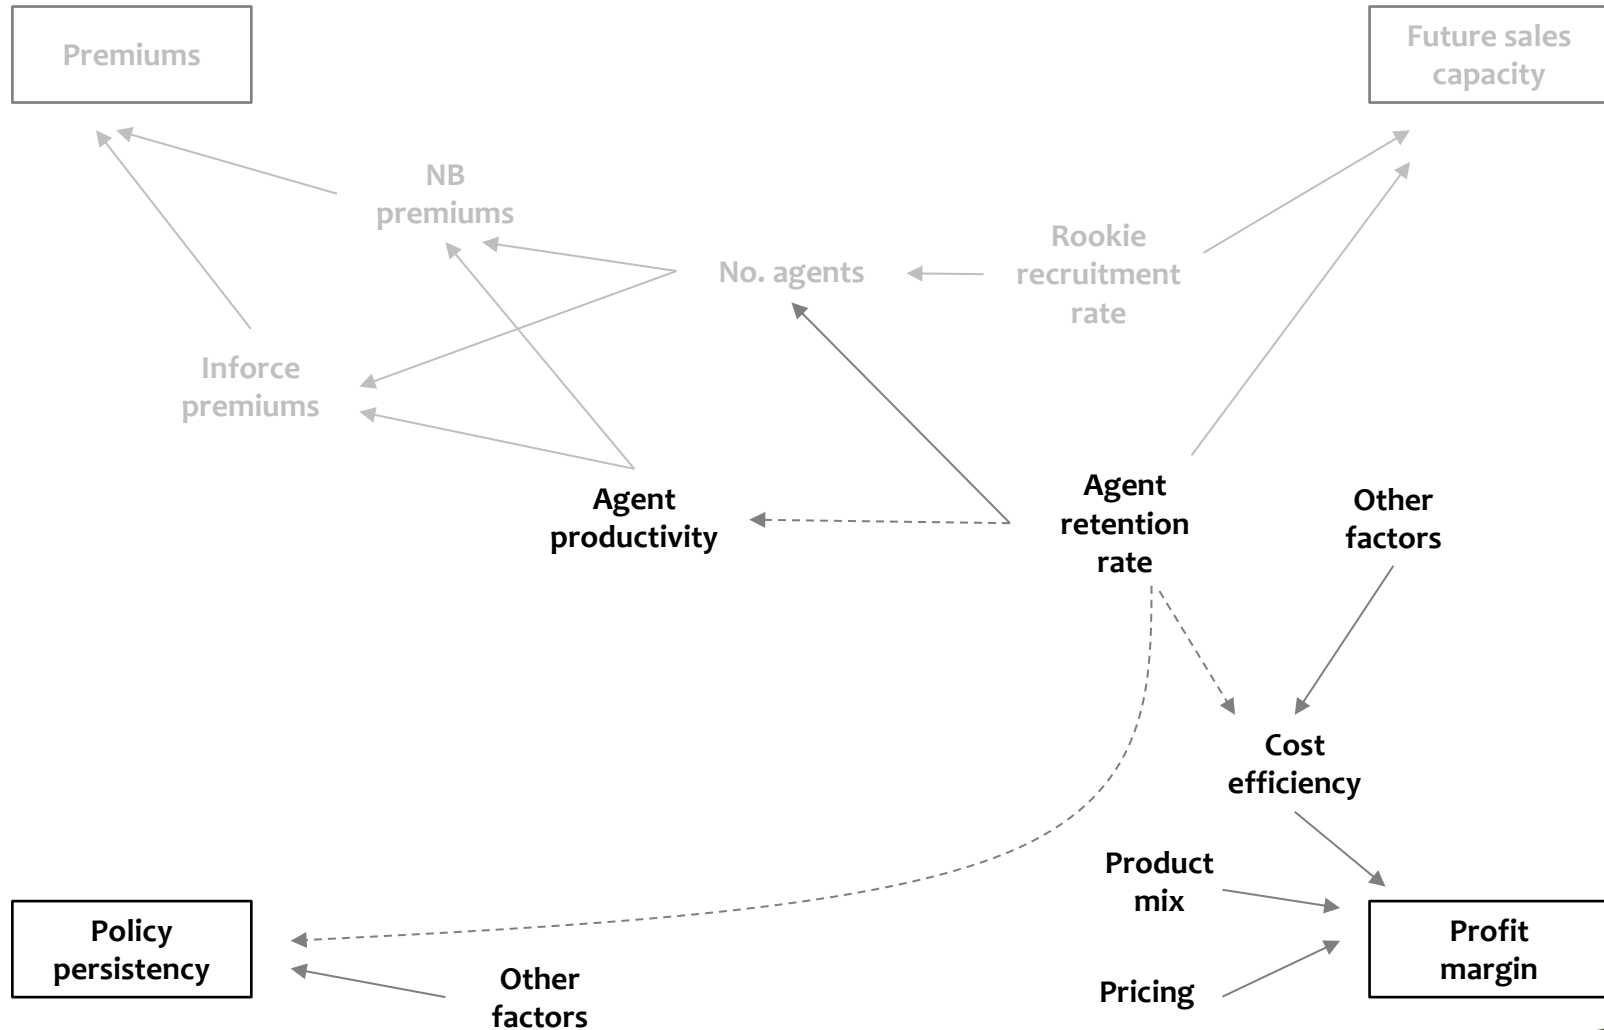 Premiums
Future sales
capacity
NB
premiums
Rookie
recruitment
rate
No. agents
Inforce
premiums
Agent
productivity
Agent
retention
rate
Other
factors
Cost
efficiency
Product
mix
Policy
persistency
Profit
margin
Other
factors
Pricing